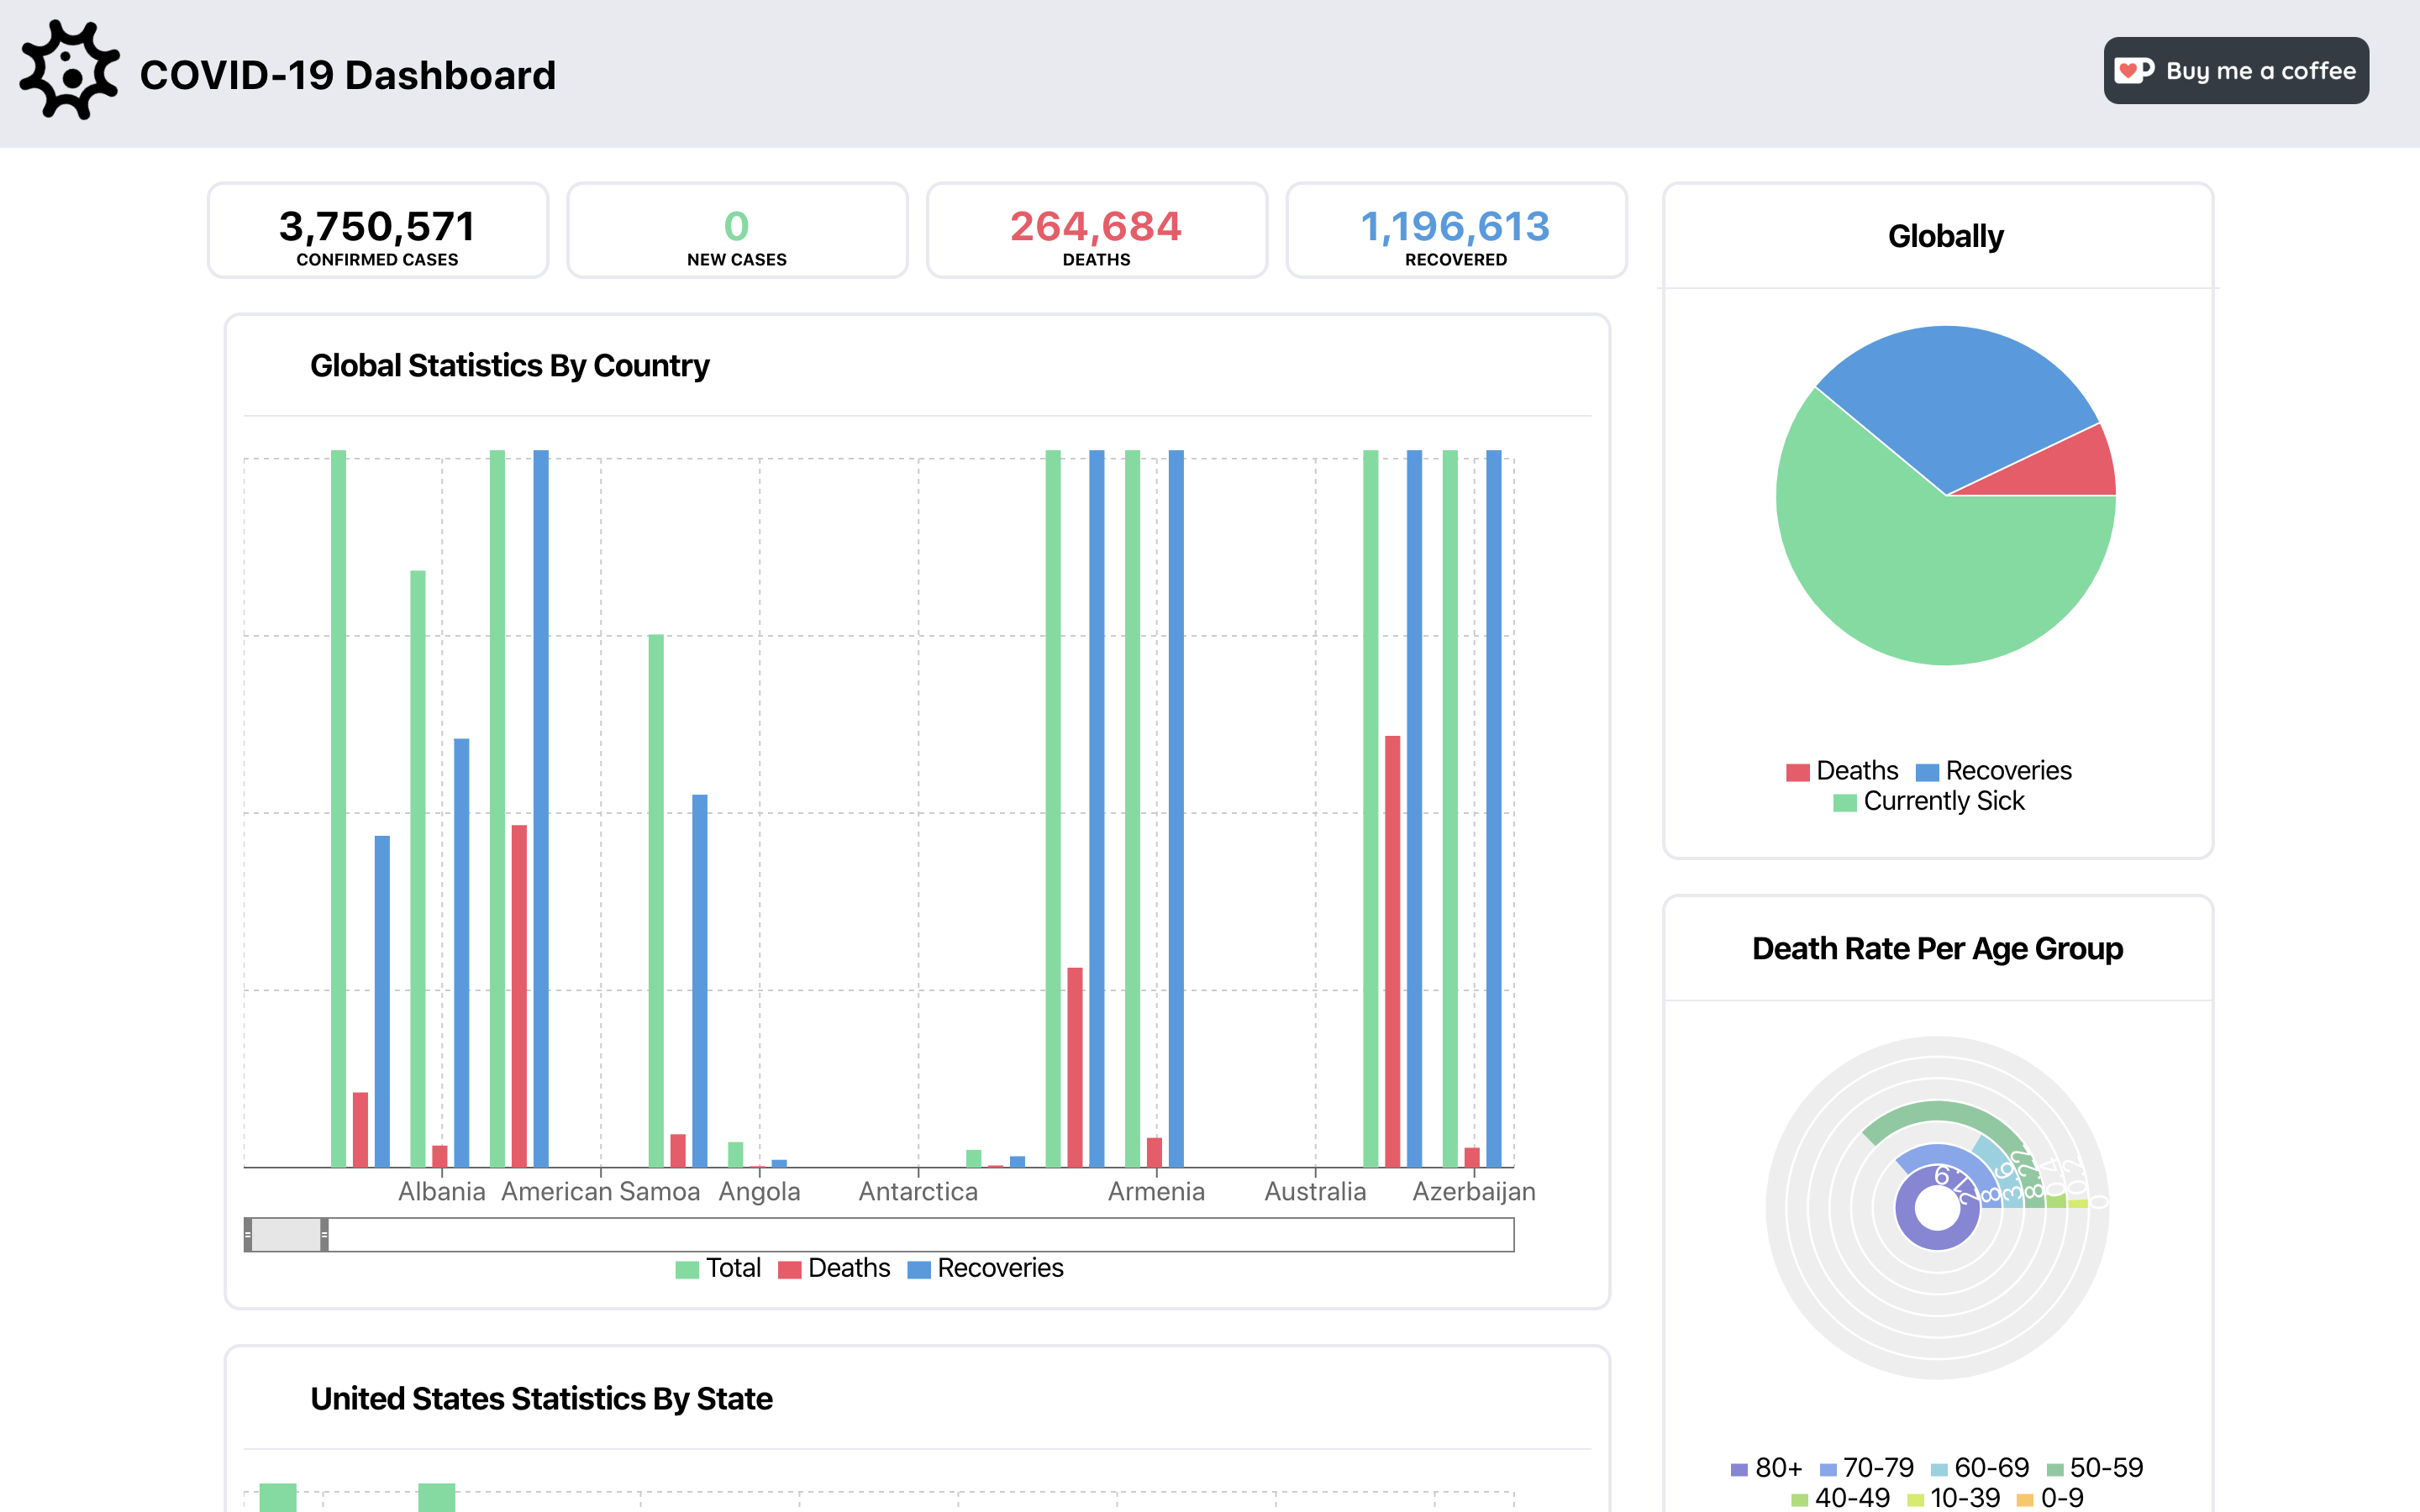 COVID-19 Dashboard
Buy me a coffee
3,750,571
CONFIRMED CASES
0
NEW CASES
264,684
DEATHS
1,196,613
RECOVERED
Global Statistics By Country
Albania American Samoa Angola Antarctica Armenia Australia Azerbaijan
Total Deaths Recoveries
United States Statistics By State
Globally
Deaths Recoveries
Currently Sick
Death Rate Per Age Group
80+ 70-79 60-69 50-59
40-49 10-39 0-9